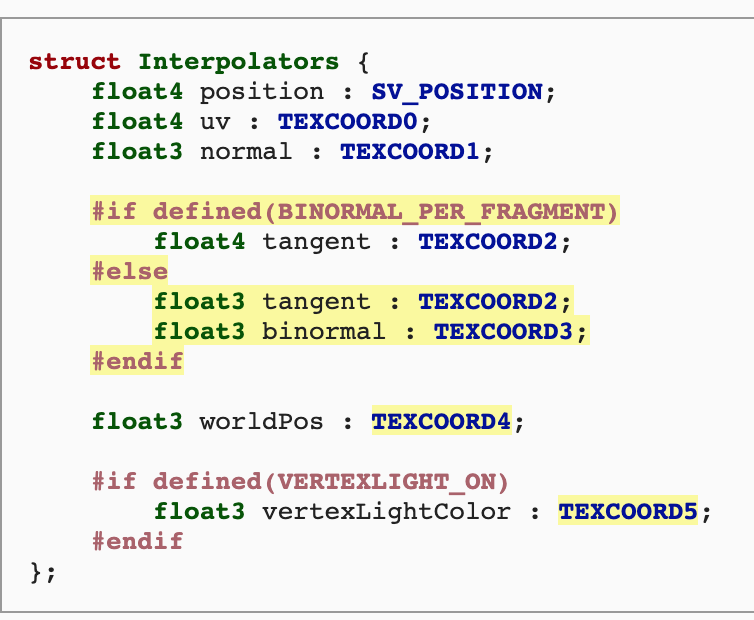 struct Interpolators {
    float4 position : SV_POSITION;
    float4 uv : TEXCOORD0;
    float3 normal : TEXCOORD1;

    #if defined(BINORMAL_PER_FRAGMENT)
        float4 tangent : TEXCOORD2;
    #else
        float3 tangent : TEXCOORD2;
        float3 binormal : TEXCOORD3;
    #endif

    float3 worldPos : TEXCOORD4;

    #if defined(VERTEXLIGHT_ON)
        float3 vertexLightColor : TEXCOORD5;
    #endif
};